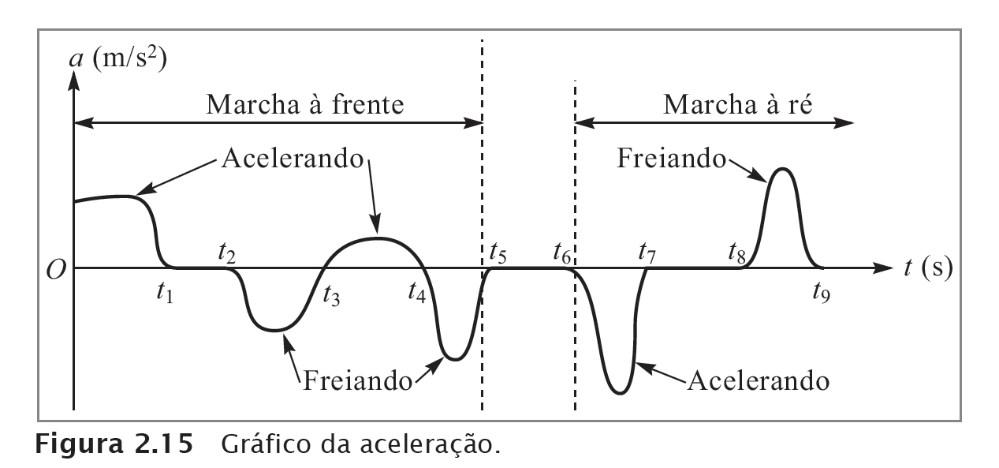 a (m/s²)
Marcha à frente
Marcha à ré
Acelerando
Freiando
t₂
t₅
t₆
t₇
t₈
O
t (s)
t₁
t₃
t₄
t₉
Freiando
Acelerando
Figura 2.15 Gráfico da aceleração.